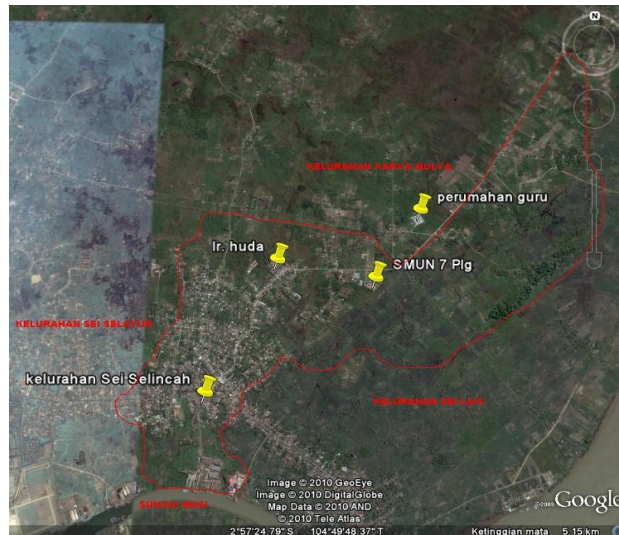 N
KELURAHAN KARYA MULYA
perumahan guru
lr. huda
SMUN 7 Plg
KELURAHAN SEI SELAYUR
kelurahan Sei Selincah
KELURAHAN SEI LAIS
Image © 2010 GeoEye
Image © 2010 DigitalGlobe
Map Data © 2010 AND
© 2010 Tele Atlas
SUNGAI MUSI
©2009 Google
2°57'24.79" S 104°49'48.37" T
Ketinggian mata 5.15 km